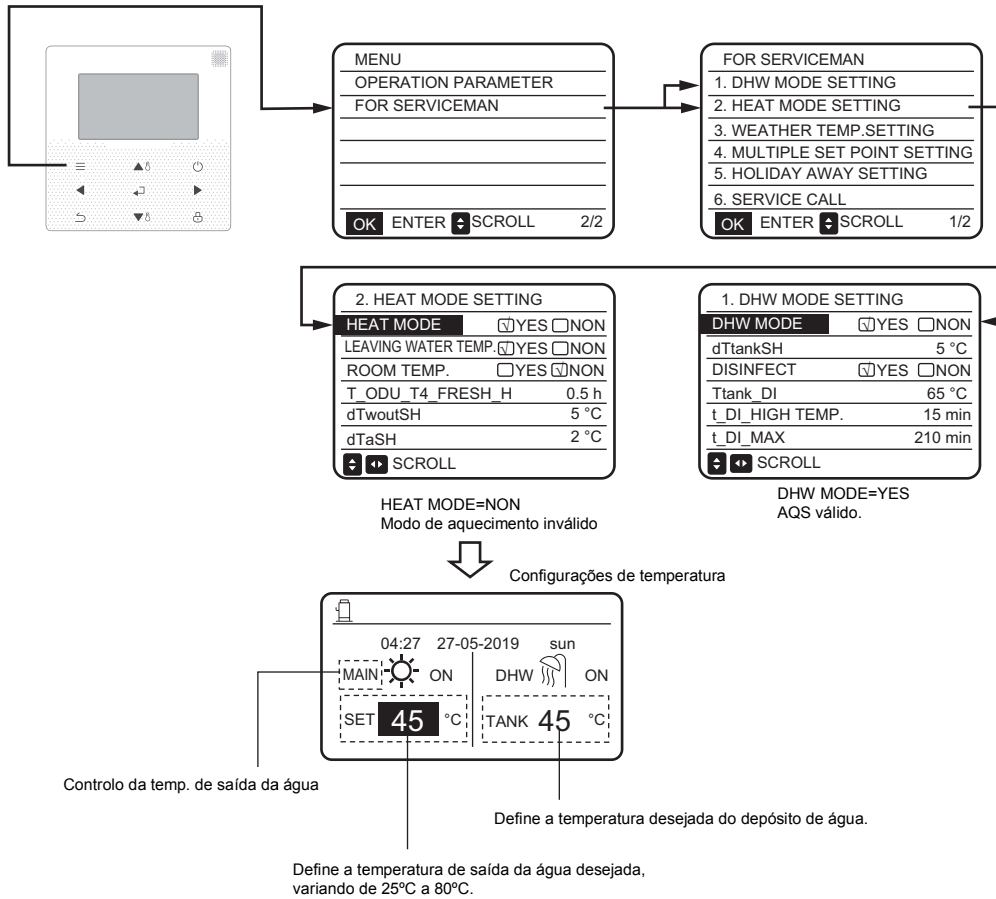 MENU
OPERATION PARAMETER
FOR SERVICEMAN
OK ENTER SCROLL 2/2
FOR SERVICEMAN
1. DHW MODE SETTING
2. HEAT MODE SETTING
3. WEATHER TEMP.SETTING
4. MULTIPLE SET POINT SETTING
5. HOLIDAY AWAY SETTING
6. SERVICE CALL
OK ENTER SCROLL 1/2
2. HEAT MODE SETTING
HEAT MODE YES NON
LEAVING WATER TEMP. YES NON
ROOM TEMP. YES NON
T_ODU_T4_FRESH_H 0.5 h
dTwoutSH 5 °C
dTaSH 2 °C
SCROLL
1. DHW MODE SETTING
DHW MODE YES NON
dTtankSH 5 °C
DISINFECT YES NON
Ttank_DI 65 °C
t_DI_HIGH TEMP. 15 min
t_DI_MAX 210 min
SCROLL
HEAT MODE=NON
Modo de aquecimento inválido
DHW MODE=YES
AQS válido.
Configurações de temperatura
04:27 27-05-2019 sun
MAIN ON DHW ON
SET 45 °C TANK 45 °C
Controlo da temp. de saída da água
Define a temperatura desejada do depósito de água.
Define a temperatura de saída da água desejada,
variando de 25ºC a 80ºC.